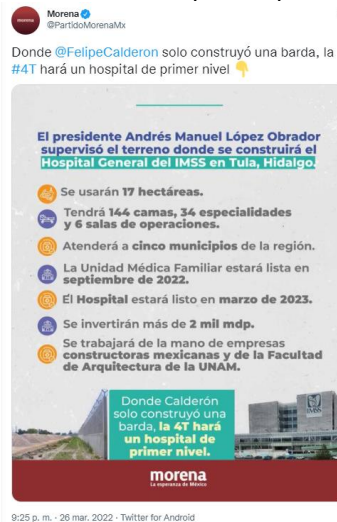 Morena
@PartidoMorenaMx
Donde @FelipeCalderon solo construyó una barda, la
#4T hará un hospital de primer nivel 👇
El presidente Andrés Manuel López Obrador
supervisó el terreno donde se construirá el
Hospital General del IMSS en Tula, Hidalgo.
Se usarán 17 hectáreas.
Tendrá 144 camas, 34 especialidades
y 6 salas de operaciones.
Atenderá a cinco municipios de la región.
La Unidad Médica Familiar estará lista en
septiembre de 2022.
El Hospital estará listo en marzo de 2023.
Se invertirán más de 2 mil mdp.
Se trabajará de la mano de empresas
constructoras mexicanas y de la Facultad
de Arquitectura de la UNAM.
Donde Calderón
solo construyó una
barda, la 4T hará
un hospital de
primer nivel.
IMSS
morena
La esperanza de México
9:25 p. m. · 26 mar. 2022 · Twitter for Android